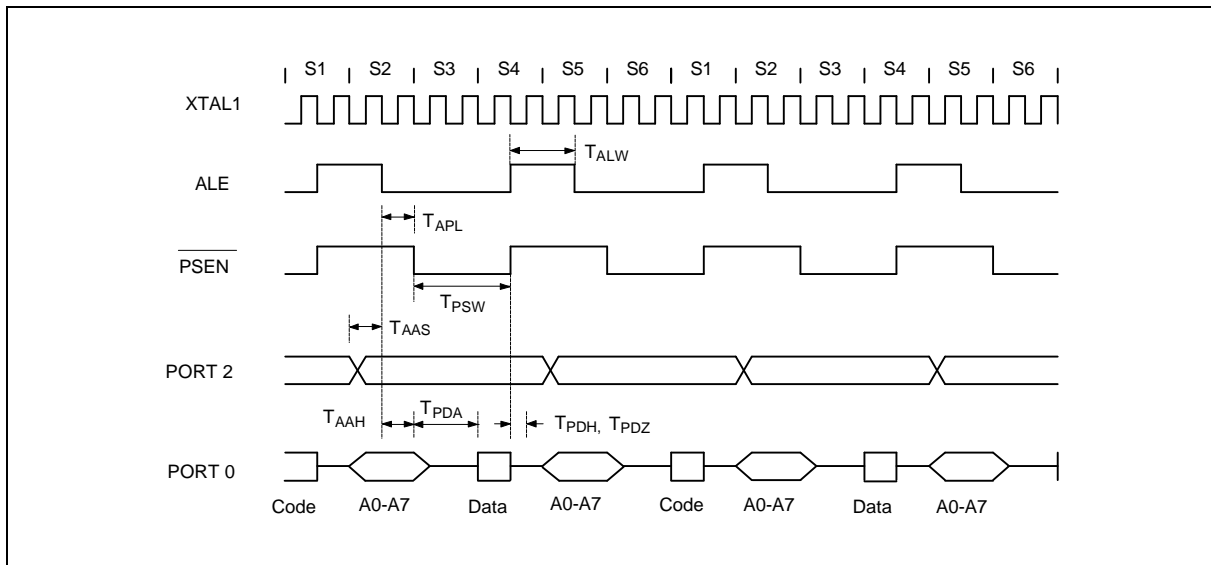 S1 S2 S3 S4 S5 S6 S1 S2 S3 S4 S5 S6
XTAL1
TALW
ALE
TAPL
PSEN
TPSW
TAAS
PORT 2
TAAH TPDA TPDH, TPDZ
PORT 0
Code A0-A7 Data A0-A7 Code A0-A7 Data A0-A7